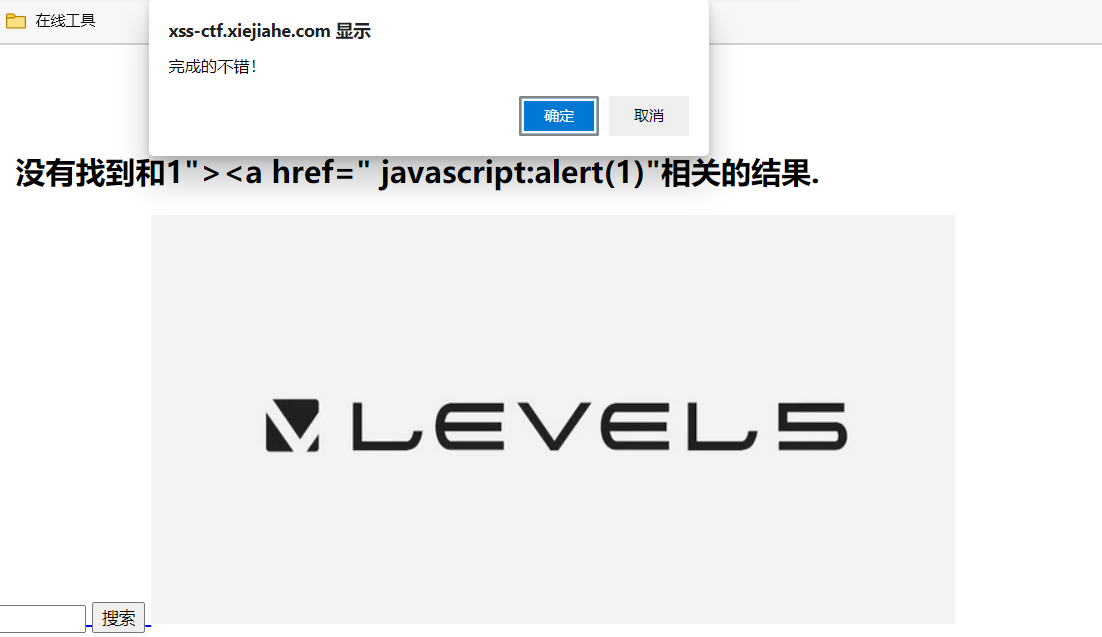 在线工具
xss-ctf.xiejiahe.com 显示
完成的不错！
确定
取消
没有找到和1"><a href=" javascript:alert(1)"相关的结果.
LEVEL5
搜索